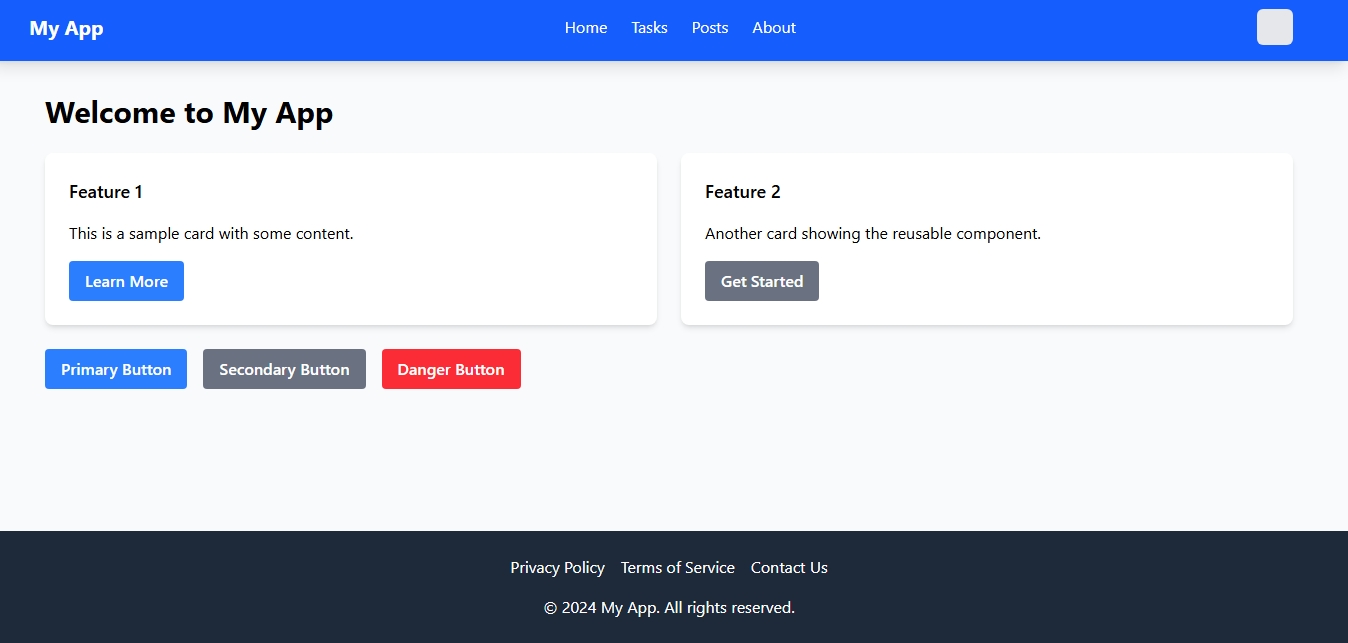 My App Home Tasks Posts About
Welcome to My App
Feature 1
This is a sample card with some content.
Learn More
Feature 2
Another card showing the reusable component.
Get Started
Primary Button Secondary Button Danger Button
Privacy Policy Terms of Service Contact Us
© 2024 My App. All rights reserved.